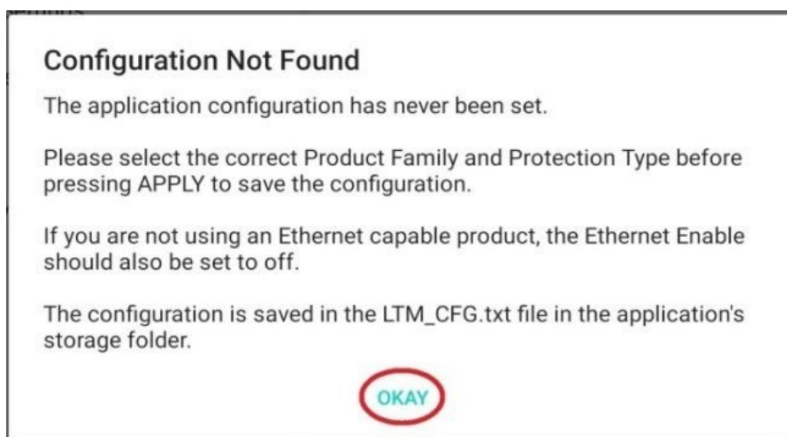 Configuration Not Found
The application configuration has never been set.
Please select the correct Product Family and Protection Type before
pressing APPLY to save the configuration.
If you are not using an Ethernet capable product, the Ethernet Enable
should also be set to off.
The configuration is saved in the LTM_CFG.txt file in the application's
storage folder.
OKAY